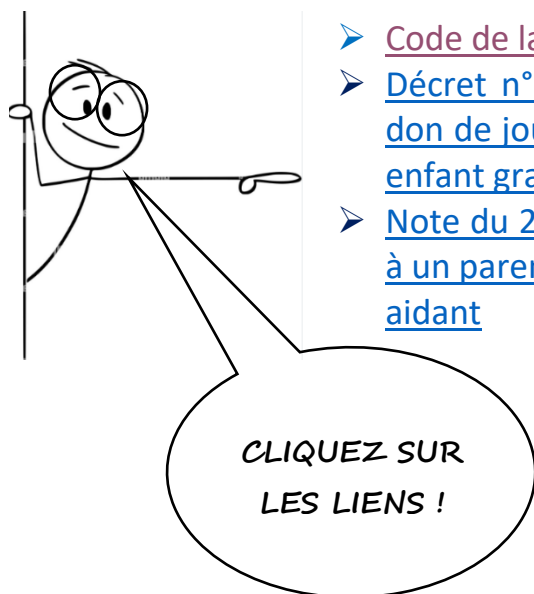 Code de la
Décret n°
don de jou
enfant gra
Note du 2
à un paren
aidant
CLIQUEZ SUR
LES LIENS !